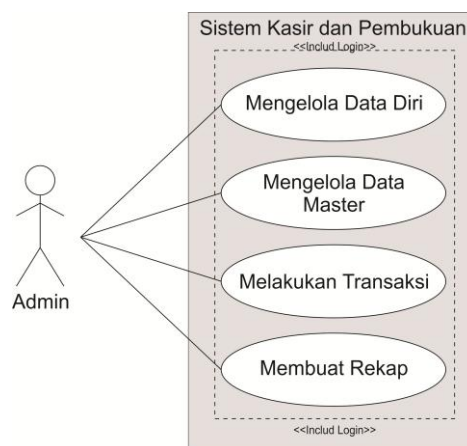 Sistem Kasir dan Pembukuan
<<Includ Login>>
Mengelola Data Diri
Mengelola Data
Master
Melakukan Transaksi
Membuat Rekap
Admin
<<Includ Login>>